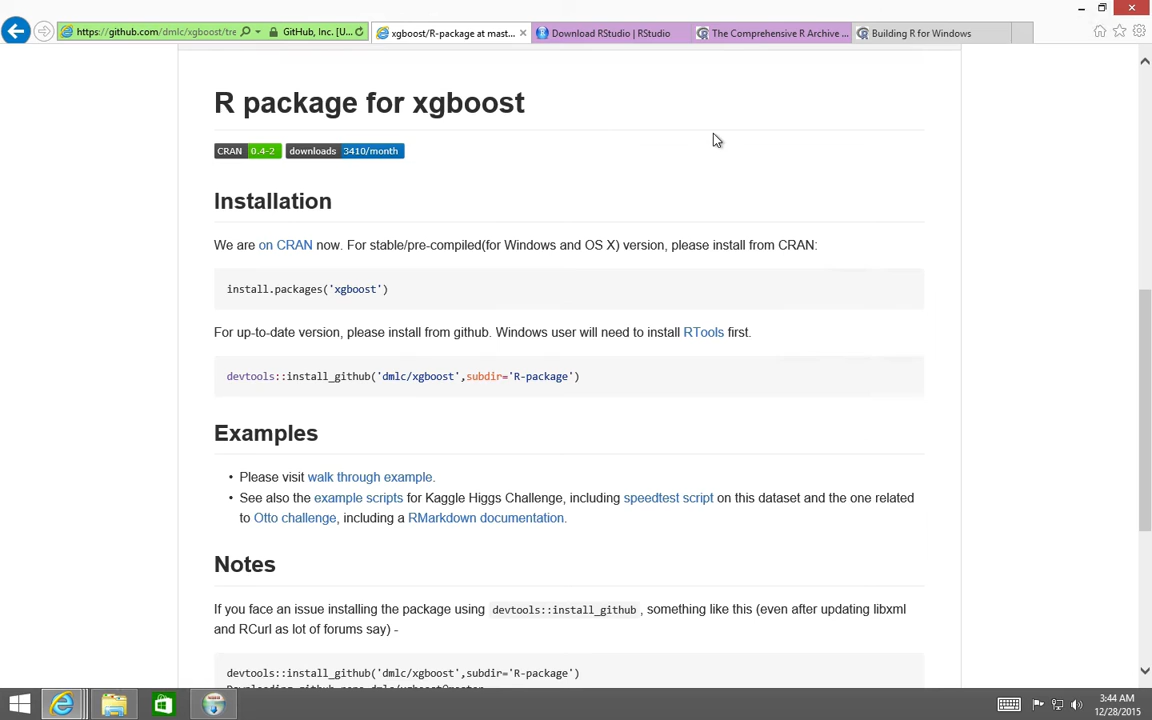 https://github.com/dmlc/xgboost/tre
GitHub, Inc. [U...
xgboost/R-package at mast...
Download RStudio | RStudio
The Comprehensive R Archive ...
Building R for Windows
R package for xgboost
CRAN 0.4-2 downloads 3410/month
Installation
We are on CRAN now. For stable/pre-compiled(for Windows and OS X) version, please install from CRAN:
install.packages('xgboost')
For up-to-date version, please install from github. Windows user will need to install RTools first.
devtools::install_github('dmlc/xgboost',subdir='R-package')
Examples
• Please visit walk through example.
• See also the example scripts for Kaggle Higgs Challenge, including speedtest script on this dataset and the one related
to Otto challenge, including a RMarkdown documentation.
Notes
If you face an issue installing the package using devtools::install_github , something like this (even after updating libxml
and RCurl as lot of forums say) -
devtools::install_github('dmlc/xgboost',subdir='R-package')
Downloading github repo dmlc/xgboost@master
3:44 AM
12/28/2015